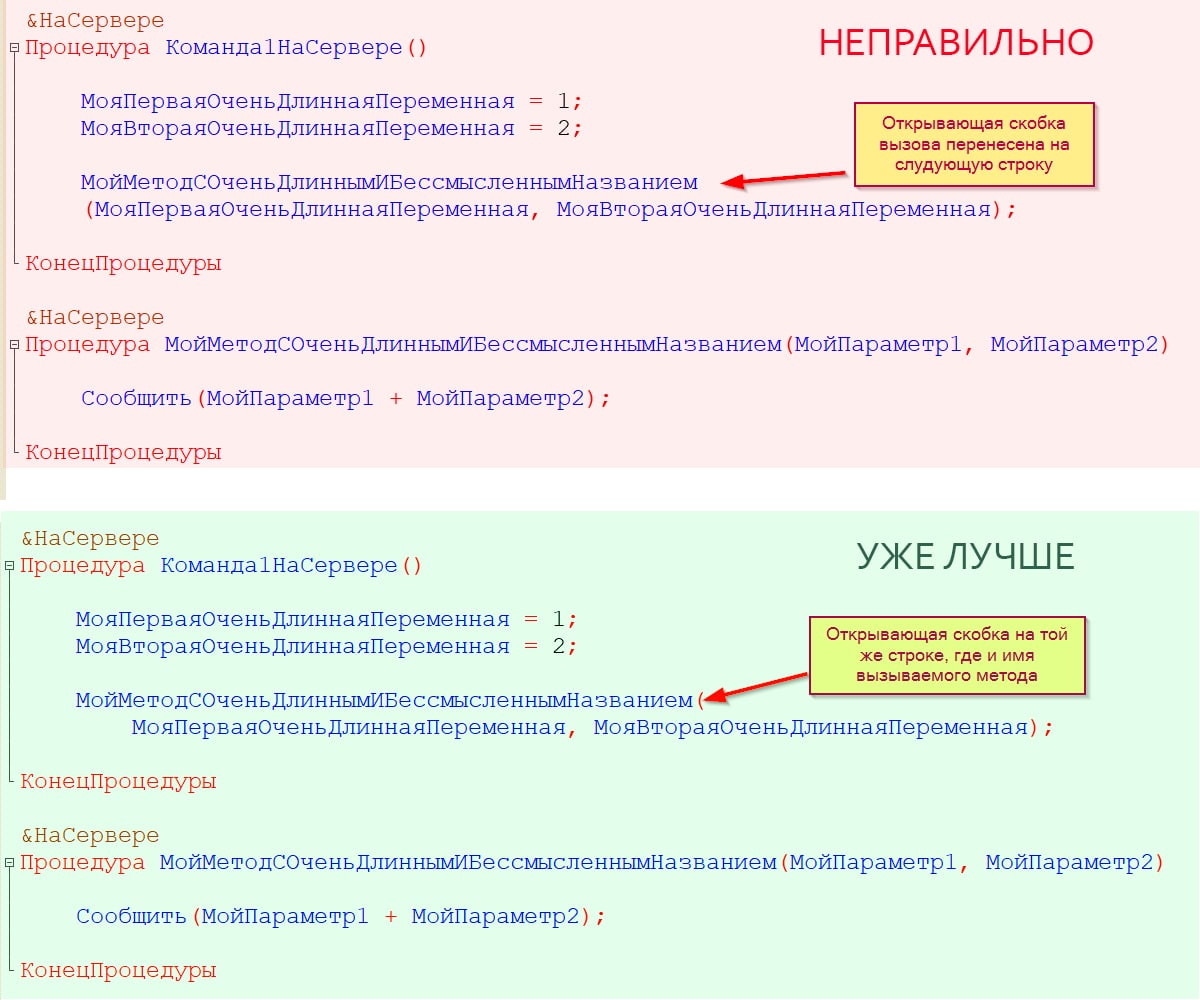 &НаСервере
Процедура Команда1НаСервере()
НЕПРАВИЛЬНО
МояПерваяОченьДлиннаяПеременная = 1;
МояВтораяОченьДлиннаяПеременная = 2;
Открывающая скобка
вызова перенесена на
слудующую строку
МойМетодСОченьДлиннымИБессмысленнымНазванием
(МояПерваяОченьДлиннаяПеременная, МояВтораяОченьДлиннаяПеременная);
КонецПроцедуры
&НаСервере
Процедура МойМетодСОченьДлиннымИБессмысленнымНазванием(МойПараметр1, МойПараметр2)
Сообщить(МойПараметр1 + МойПараметр2);
КонецПроцедуры
&НаСервере
Процедура Команда1НаСервере()
УЖЕ ЛУЧШЕ
МояПерваяОченьДлиннаяПеременная = 1;
МояВтораяОченьДлиннаяПеременная = 2;
Открывающая скобка на той
же строке, где и имя
вызываемого метода
МойМетодСОченьДлиннымИБессмысленнымНазванием(
МояПерваяОченьДлиннаяПеременная, МояВтораяОченьДлиннаяПеременная);
КонецПроцедуры
&НаСервере
Процедура МойМетодСОченьДлиннымИБессмысленнымНазванием(МойПараметр1, МойПараметр2)
Сообщить(МойПараметр1 + МойПараметр2);
КонецПроцедуры